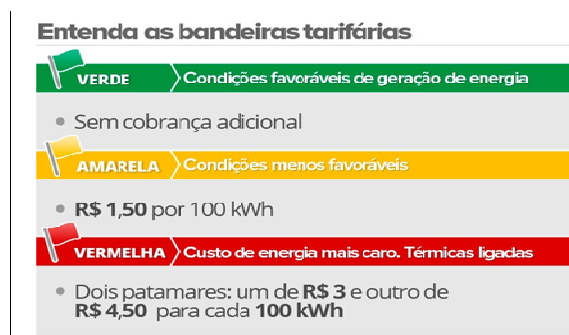 Entenda as bandeiras tarifárias
VERDE Condições favoráveis de geração de energia
• Sem cobrança adicional
AMARELA Condições menos favoráveis
• R$ 1,50 por 100 kWh
VERMELHA Custo de energia mais caro. Térmicas ligadas
• Dois patamares: um de R$ 3 e outro de
R$ 4,50 para cada 100 kWh